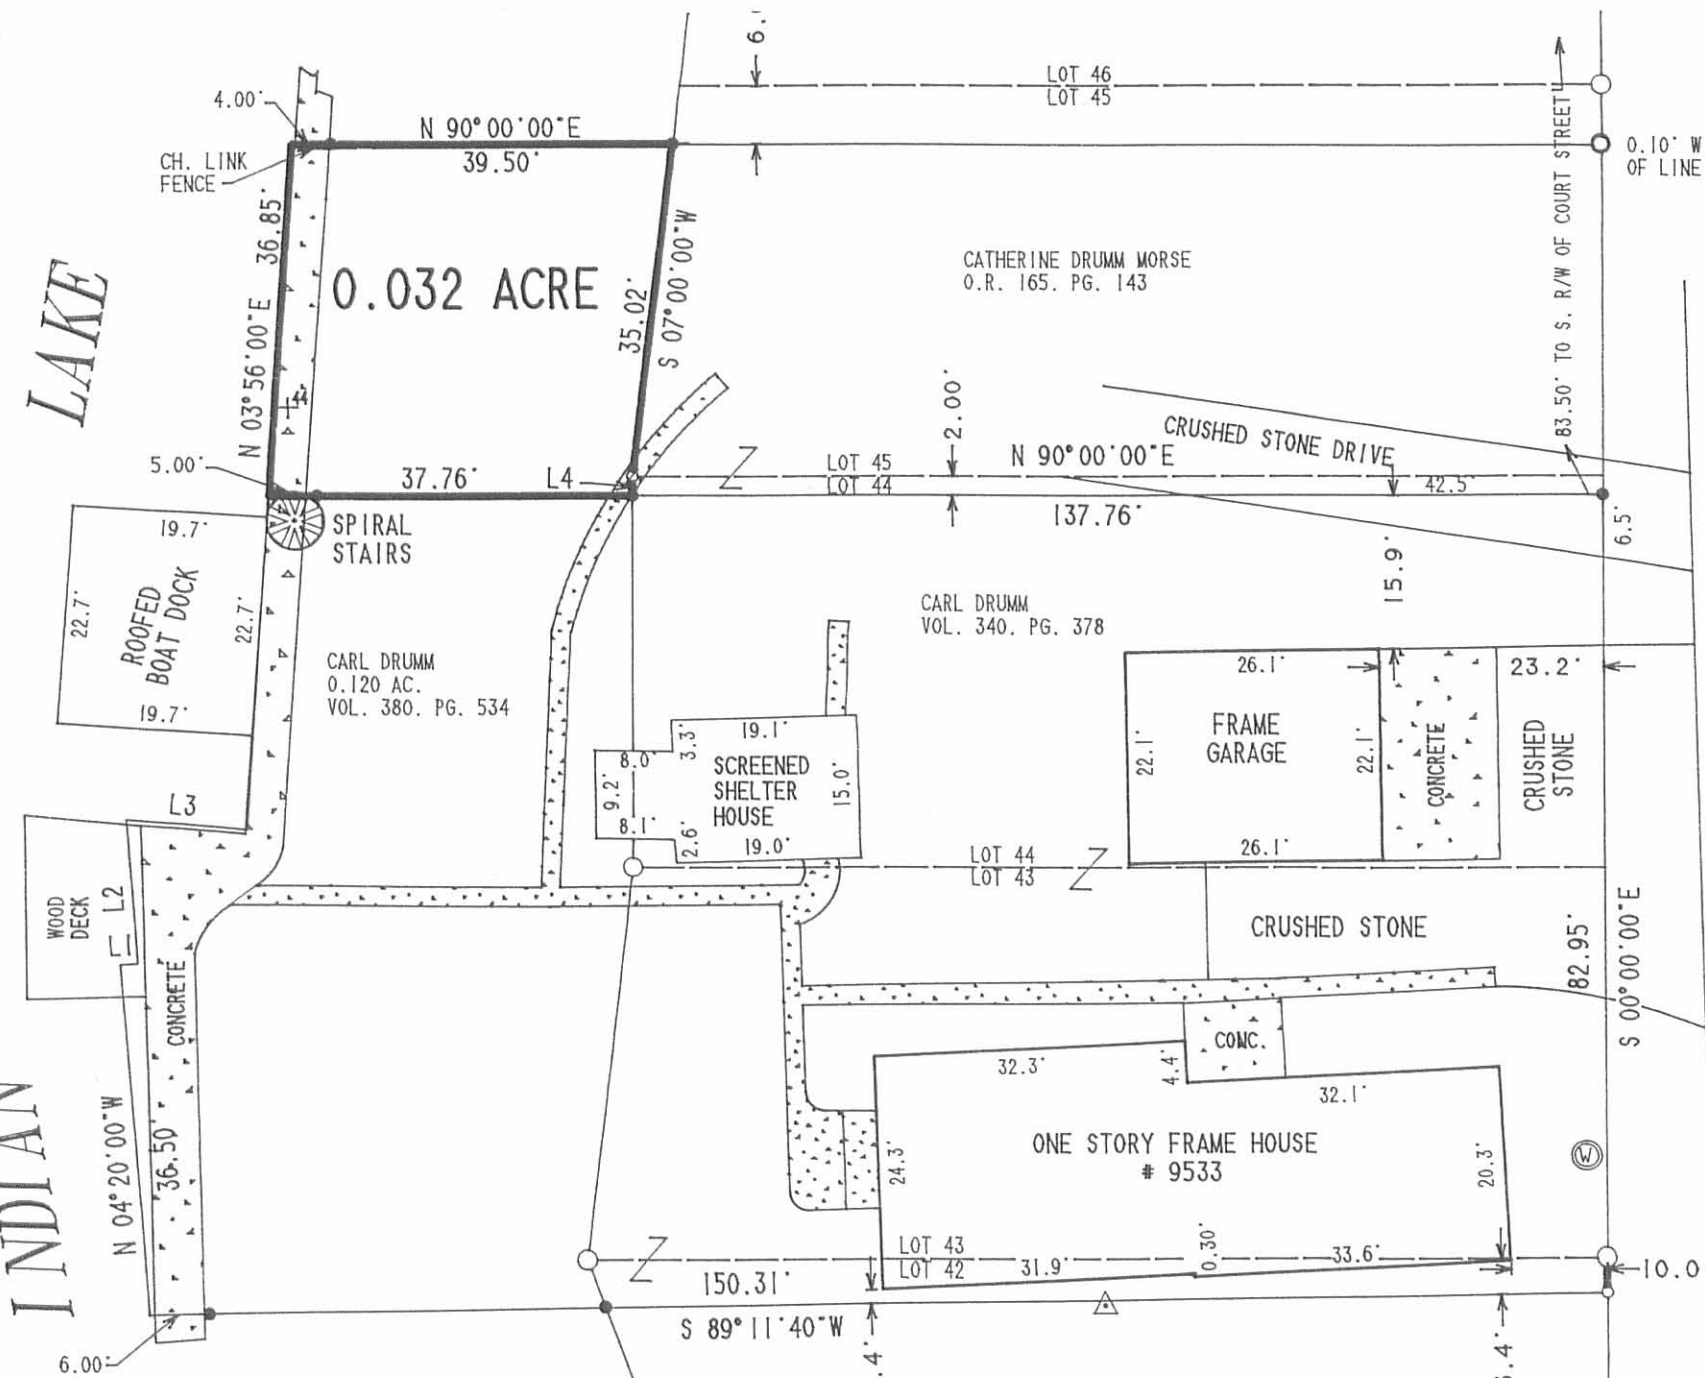 6.
LOT 46
LOT 45
4.00'
N 90°00'00"E
39.50'
CH. LINK
FENCE
0.10' W
OF LINE
83.50' TO S. R/W OF COURT STREET
36.85'
N 03°56'00"E
0.032 ACRE
35.02'
S 07°00'00"W
CATHERINE DRUMM MORSE
O.R. 165. PG. 143
LAKE
44
2.00'
CRUSHED STONE DRIVE
5.00'
37.76'
L4
LOT 45
LOT 44
N 90°00'00"E
42.5'
137.76'
6.5'
SPIRAL
STAIRS
19.7'
22.7'
ROOFED
BOAT DOCK
22.7'
19.7'
15.9'
CARL DRUMM
VOL. 340. PG. 378
CARL DRUMM
0.120 AC.
VOL. 380. PG. 534
26.1'
23.2'
19.1'
3.3'
8.0'
9.2'
8.1'
2.6'
SCREENED
SHELTER
HOUSE
15.0'
19.0'
FRAME
GARAGE
22.1'
22.1'
CONCRETE
CRUSHED
STONE
26.1'
L3
LOT 44
LOT 43
WOOD
DECK
L2
CRUSHED STONE
82.95'
S 00°00'00"E
CONCRETE
CONC.
32.3'
4.4'
32.1'
INDIAN
N 04°20'00"W
36.50'
ONE STORY FRAME HOUSE
# 9533
24.3'
20.3'
W
LOT 43
LOT 42
31.9'
0.30'
33.6'
150.31'
10.0
S 89°11'40"W
6.00'
.4'
.4'